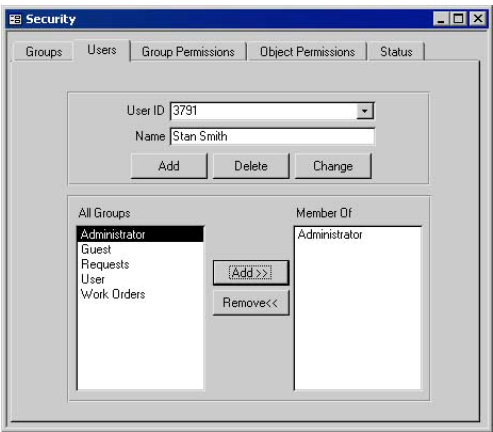 Security
Groups Users Group Permissions Object Permissions Status
User ID 3791
Name Stan Smith
Add Delete Change
All Groups Member Of
Administrator Administrator
Guest
Requests
User
Work Orders
Add>>
Remove<<